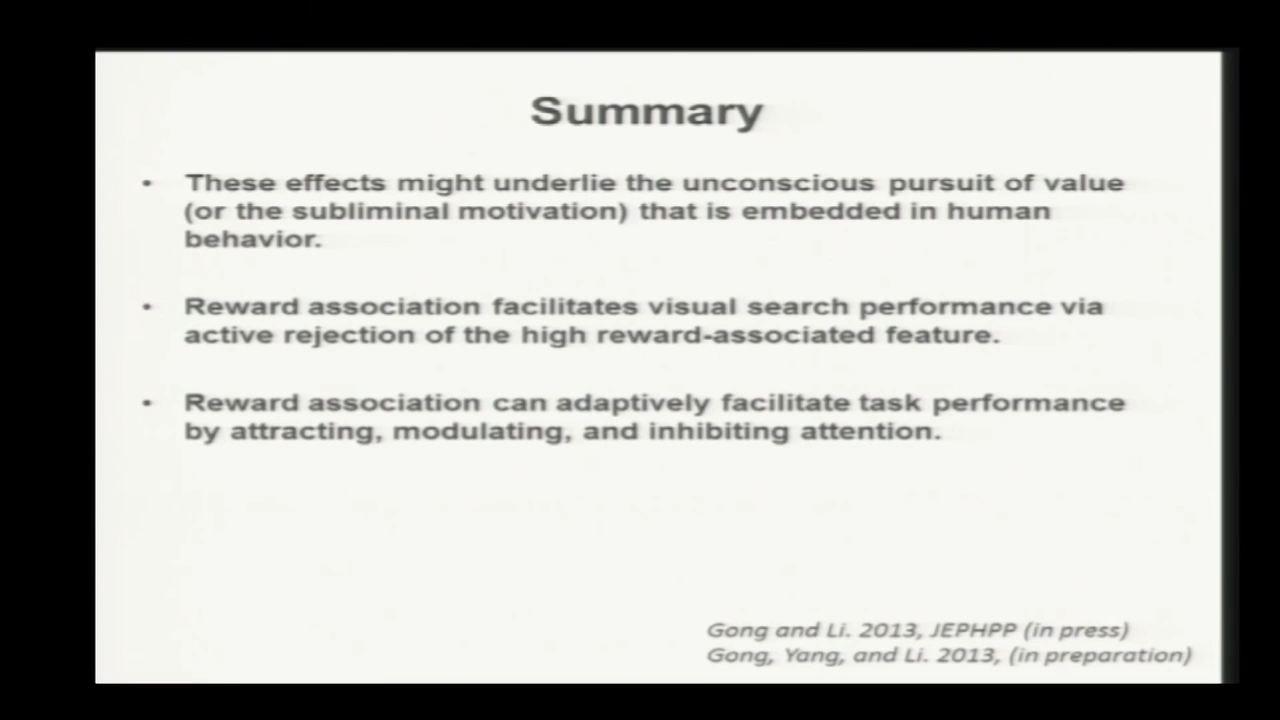 Summary
• These effects might underlie the unconscious pursuit of value
(or the subliminal motivation) that is embedded in human
behavior.
• Reward association facilitates visual search performance via
active rejection of the high reward-associated feature.
• Reward association can adaptively facilitate task performance
by attracting, modulating, and inhibiting attention.
Gong and Li. 2013, JEPHPP (in press)
Gong, Yang, and Li. 2013, (in preparation)